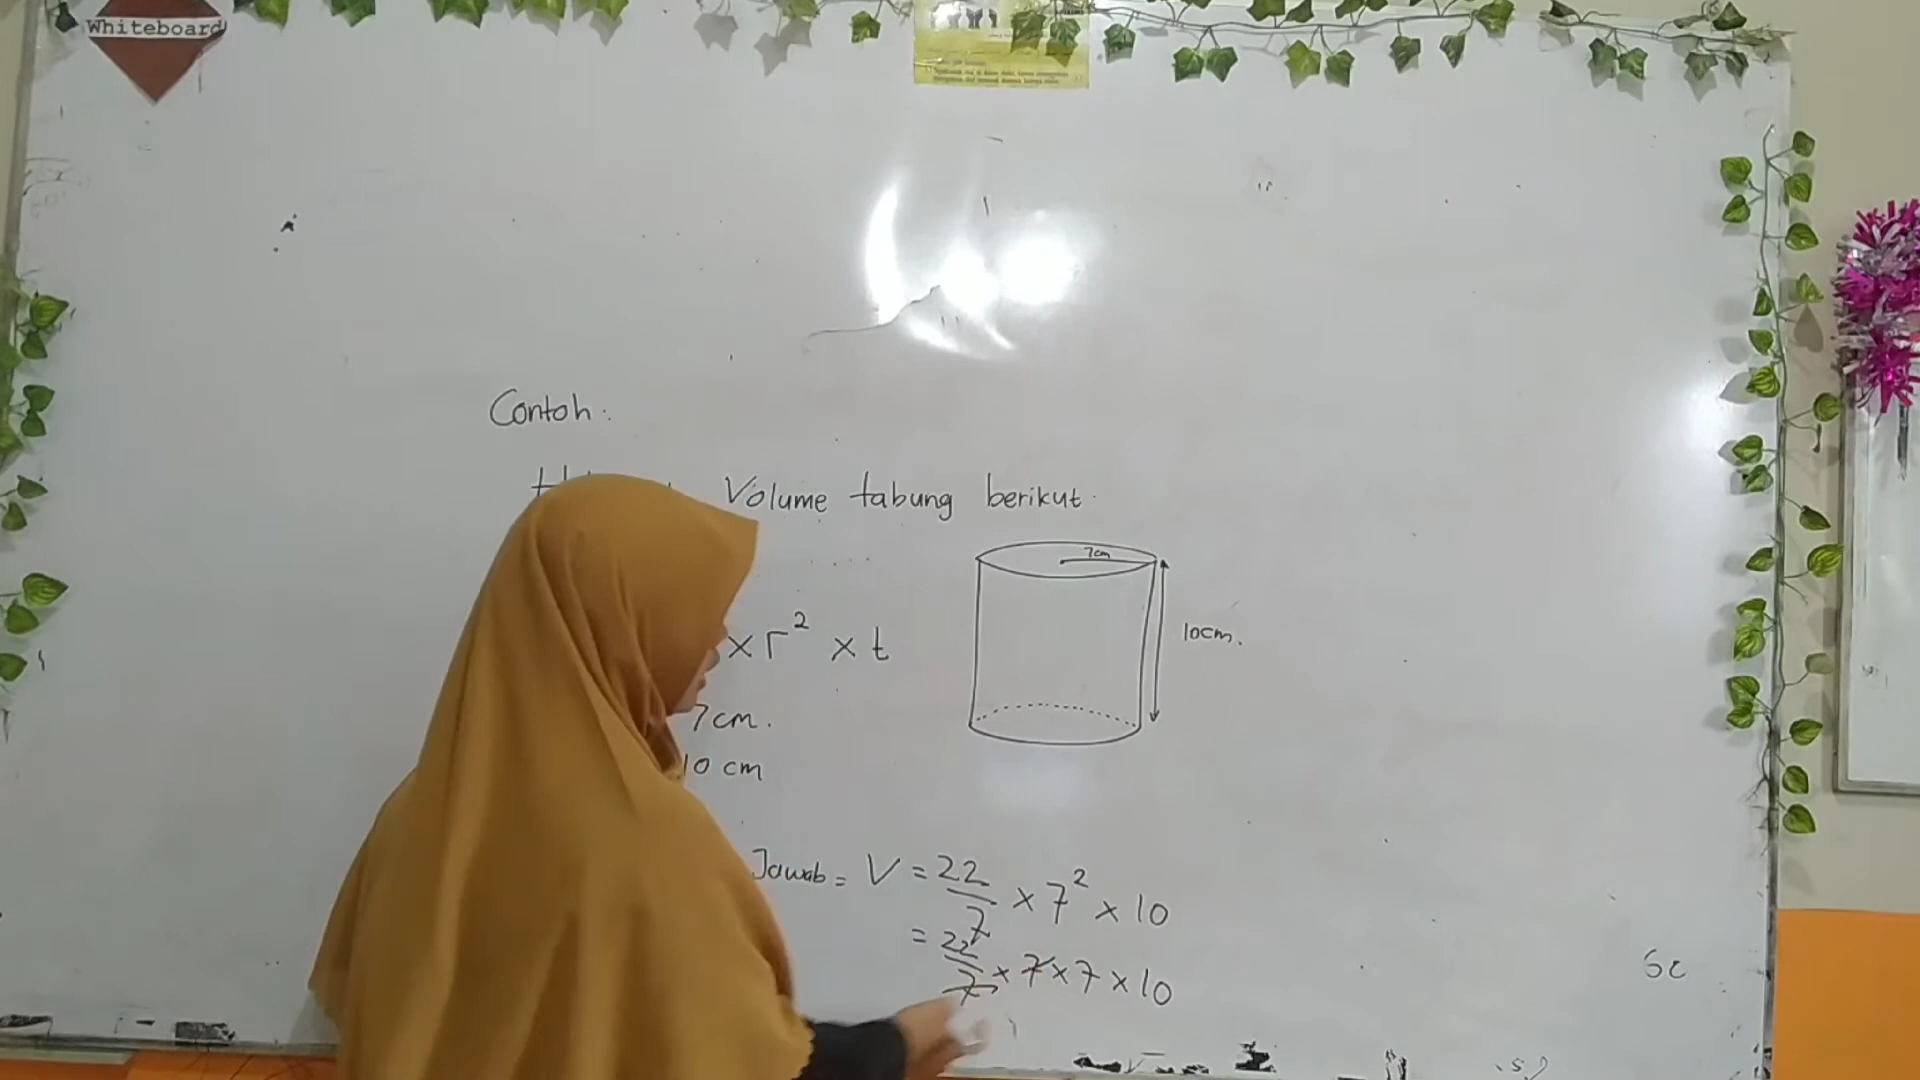 Whiteboard
Contoh:
Volume tabung berikut.
7cm
10cm.
x r² x t
7cm.
10 cm
Jawab = V = 22/7 x 7² x 10
= 22/7 x 7 x 7 x 10